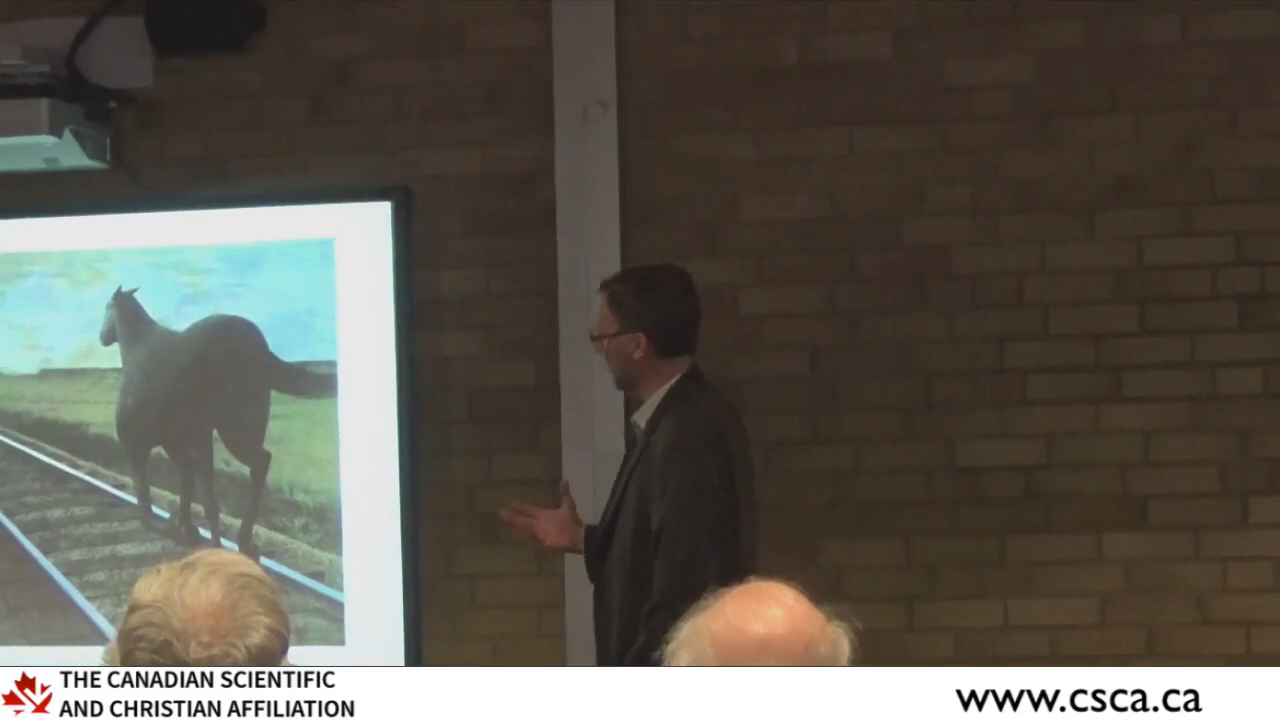 THE CANADIAN SCIENTIFIC
AND CHRISTIAN AFFILIATION
www.csca.ca